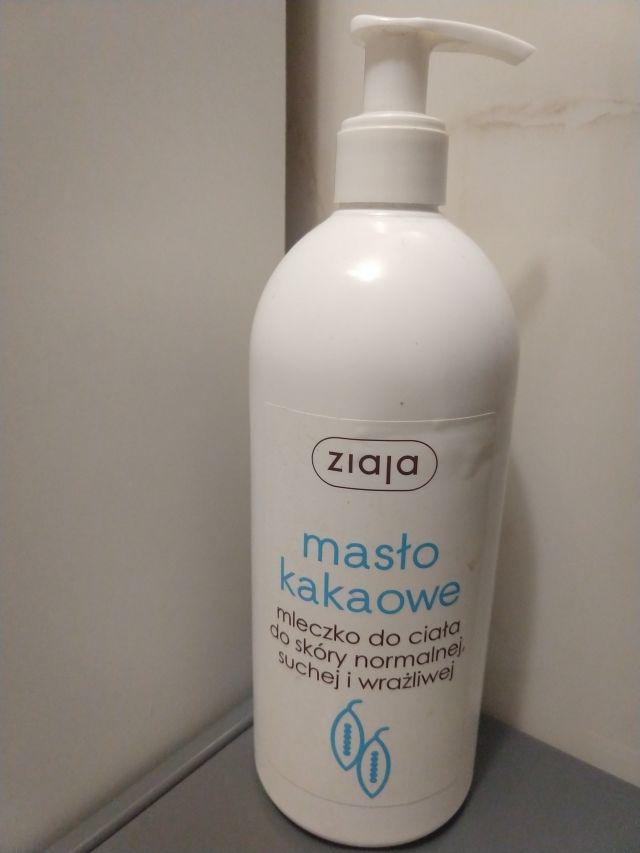 ziaja
masło
kakaowe
mleczko do ciała
do skóry normalnej,
suchej i wrażliwej